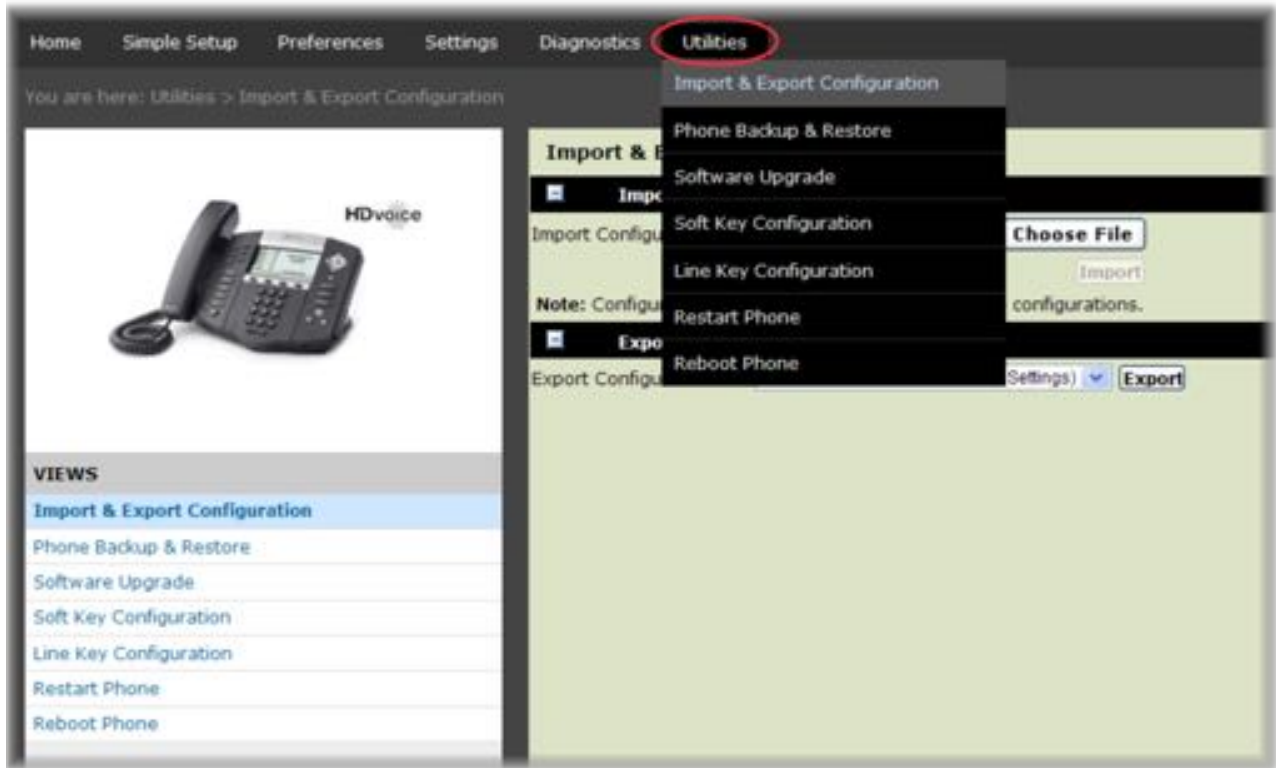 Home Simple Setup Preferences Settings Diagnostics Utilities
You are here: Utilities > Import & Export Configuration
Import & Export Configuration
Phone Backup & Restore
Software Upgrade
Soft Key Configuration
Line Key Configuration
Restart Phone
Reboot Phone
HDvoice
Import & E
Impo
Import Configu Choose File
Import
Note: Configu configurations.
Expo
Export Configu Settings) Export
VIEWS
Import & Export Configuration
Phone Backup & Restore
Software Upgrade
Soft Key Configuration
Line Key Configuration
Restart Phone
Reboot Phone